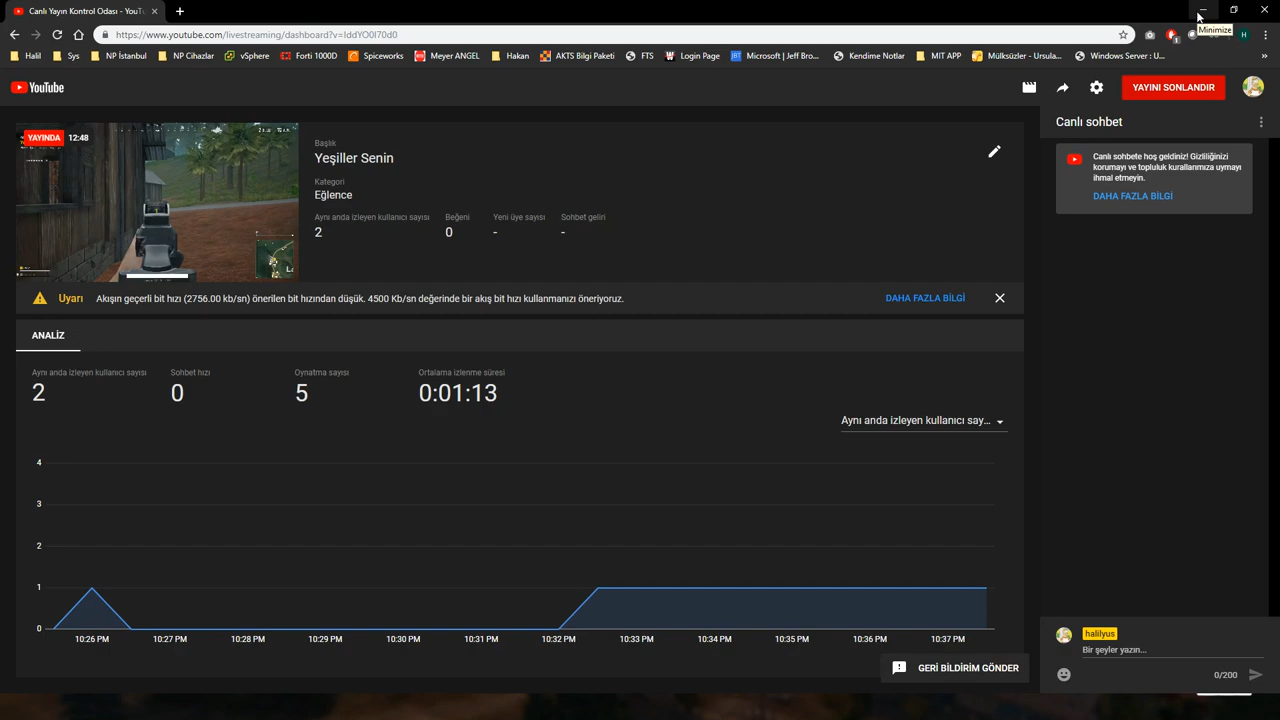 Canlı Yayın Kontrol Odası - YouT
Minimize
https://www.youtube.com/livestreaming/dashboard?v=IddYO0I70d0
Halil
Sys
NP İstanbul
NP Cihazlar
vSphere
Forti 1000D
Spiceworks
Meyer ANGEL
Hakan
AKTS Bilgi Paketi
FTS
Login Page
Microsoft | Jeff Bro...
Kendime Notlar
MIT APP
Mülksüzler - Ursula...
Windows Server : U...
»
YouTube
YAYINI SONLANDIR
YAYINDA 12:48
Başlık
Yeşiller Senin
Kategori
Eğlence
Aynı anda izleyen kullanıcı sayısı Beğeni Yeni üye sayısı Sohbet geliri
2 0 - -
Uyarı Akışın geçerli bit hızı (2756.00 kb/sn) önerilen bit hızından düşük. 4500 Kb/sn değerinde bir akış bit hızı kullanmanızı öneriyoruz. DAHA FAZLA BİLGİ
ANALİZ
Aynı anda izleyen kullanıcı sayısı Sohbet hızı Oynatma sayısı Ortalama izlenme süresi
2 0 5 0:01:13
Aynı anda izleyen kullanıcı say...
4
3
2
1
0
10:26 PM 10:27 PM 10:28 PM 10:29 PM 10:30 PM 10:31 PM 10:32 PM 10:33 PM 10:34 PM 10:35 PM 10:36 PM 10:37 PM
GERİ BİLDİRİM GÖNDER
Canlı sohbet
Canlı sohbete hoş geldiniz! Gizliliğinizi
korumayı ve topluluk kurallarımıza uymayı
ihmal etmeyin.
DAHA FAZLA BİLGİ
halilyus
Bir şeyler yazın...
0/200